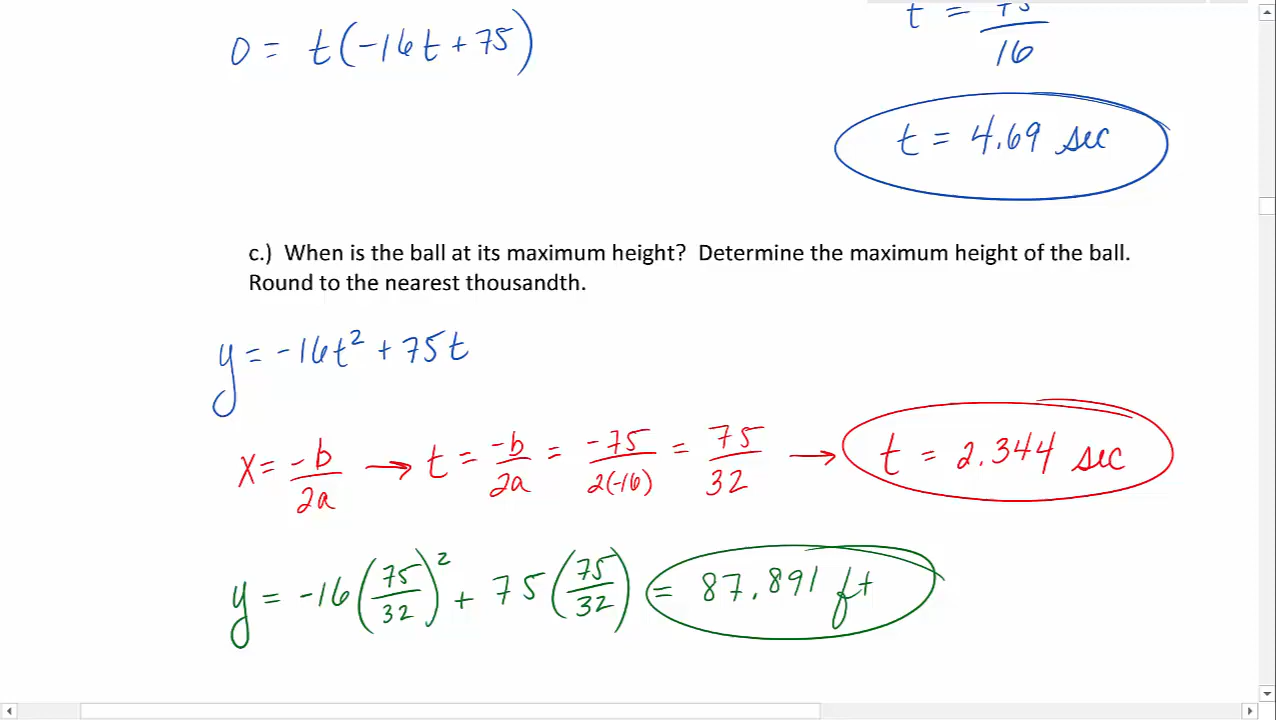 0 = t(-16t + 75)
t = 75/16
t = 4.69 sec
c.) When is the ball at its maximum height? Determine the maximum height of the ball.
Round to the nearest thousandth.
y = -16t² + 75t
x = -b/2a → t = -b/2a = -75/2(-16) = 75/32 → t = 2.344 sec
y = -16(75/32)² + 75(75/32) = 87.891 ft